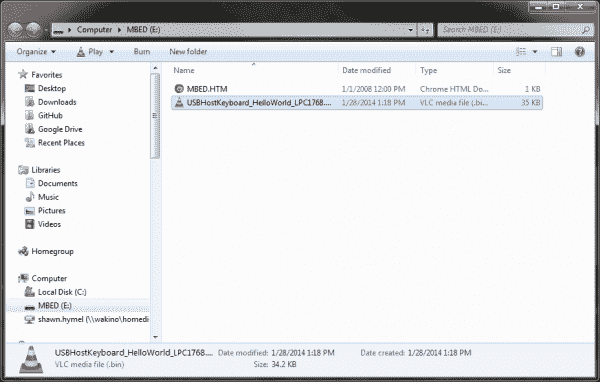 Computer ▸ MBED (E:)
Search MBED (E:)
Organize ▾ Play ▾ Burn New folder
Name Date modified Type Size
Favorites
Desktop
Downloads
GitHub
Google Drive
Recent Places
Libraries
Documents
Music
Pictures
Videos
Homegroup
Computer
Local Disk (C:)
MBED (E:)
shawn.hymel (\\wakino\homedi
MBED.HTM 1/1/2008 12:00 PM Chrome HTML Do... 1 KB
USBHostKeyboard_HelloWorld_LPC1768.... 1/28/2014 1:18 PM VLC media file (.bin) 35 KB
USBHostKeyboard_HelloWorld_LPC1768.... Date modified: 1/28/2014 1:18 PM Date created: 1/28/2014 1:18 PM
VLC media file (.bin) Size: 34.2 KB